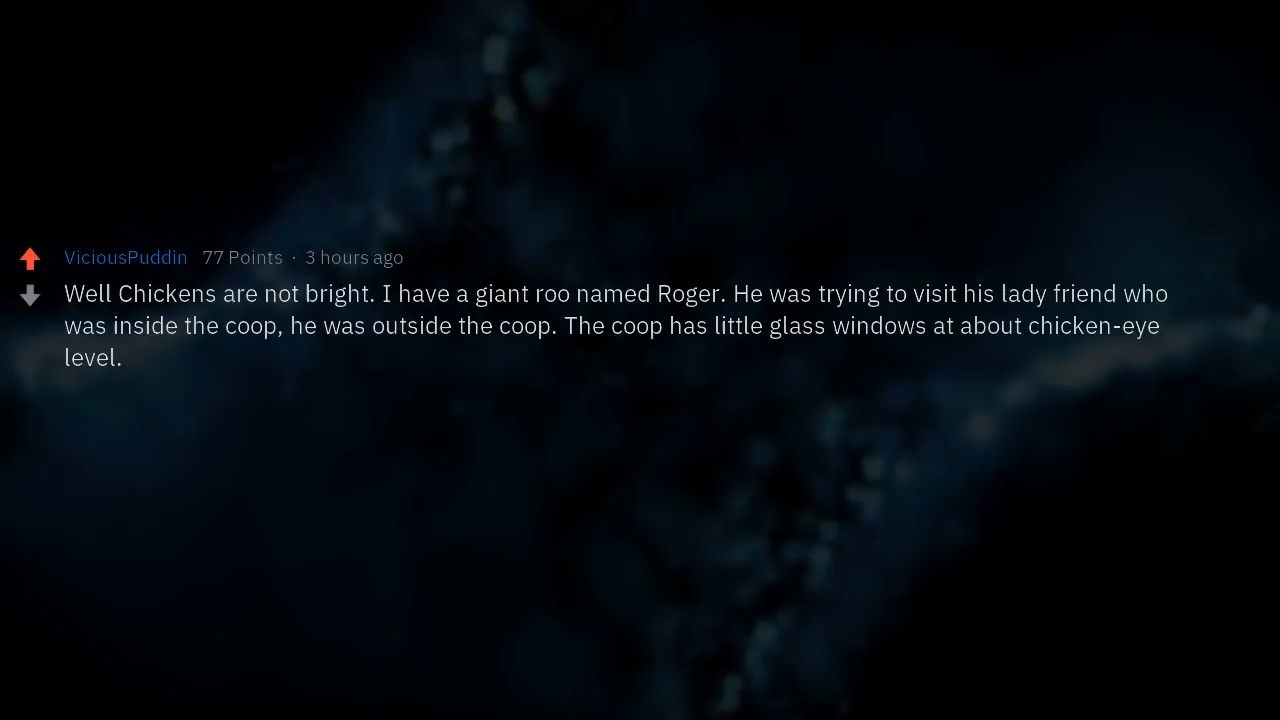 ViciousPuddin 77 Points · 3 hours ago
Well Chickens are not bright. I have a giant roo named Roger. He was trying to visit his lady friend who
was inside the coop, he was outside the coop. The coop has little glass windows at about chicken-eye
level.